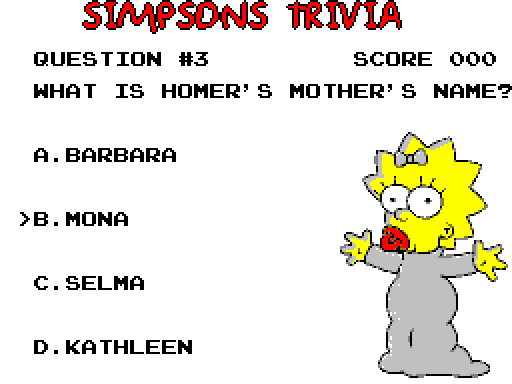 SIMPSONS TRIVIA
QUESTION #3 SCORE 000
WHAT IS HOMER'S MOTHER'S NAME?
A.BARBARA
>B.MONA
C.SELMA
D.KATHLEEN